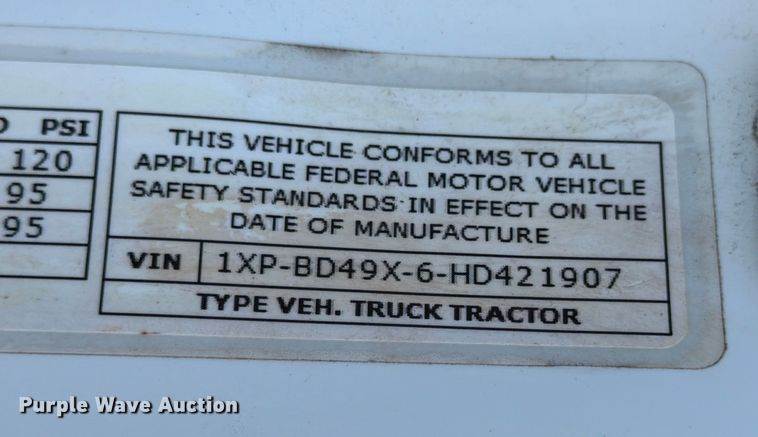 PSI
120
95
95
THIS VEHICLE CONFORMS TO ALL
APPLICABLE FEDERAL MOTOR VEHICLE
SAFETY STANDARDS IN EFFECT ON THE
DATE OF MANUFACTURE
VIN 1XP-BD49X-6-HD421907
TYPE VEH. TRUCK TRACTOR
Purple Wave Auction